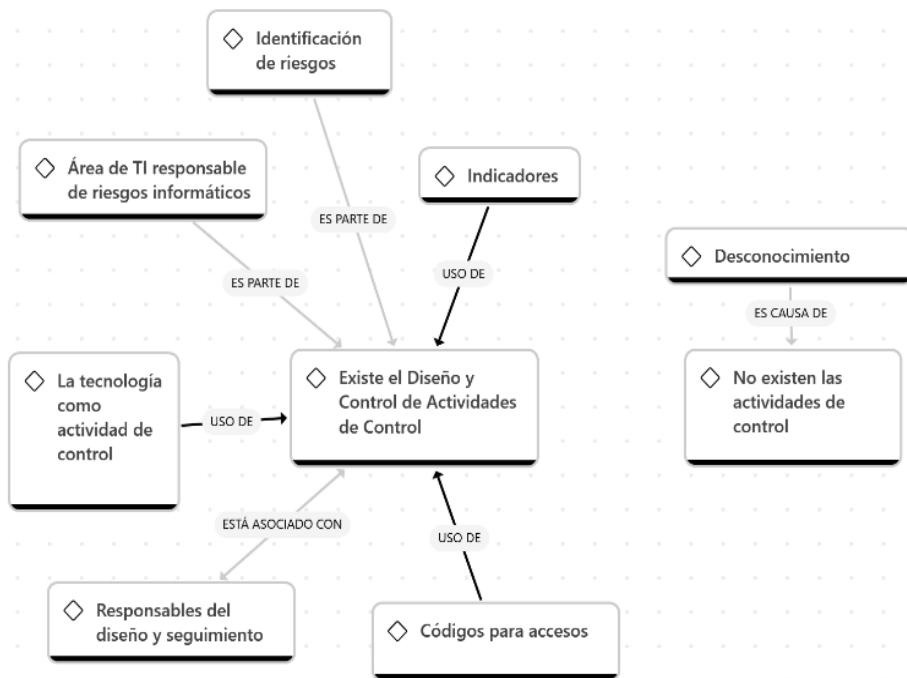 Identificación
de riesgos
Área de TI responsable
de riesgos informáticos
Indicadores
ES PARTE DE
Desconocimiento
USO DE
ES PARTE DE
ES CAUSA DE
La tecnología
como
actividad de
control
USO DE
Existe el Diseño y
Control de Actividades
de Control
No existen las
actividades de
control
ESTÁ ASOCIADO CON
USO DE
Responsables del
diseño y seguimiento
Códigos para accesos